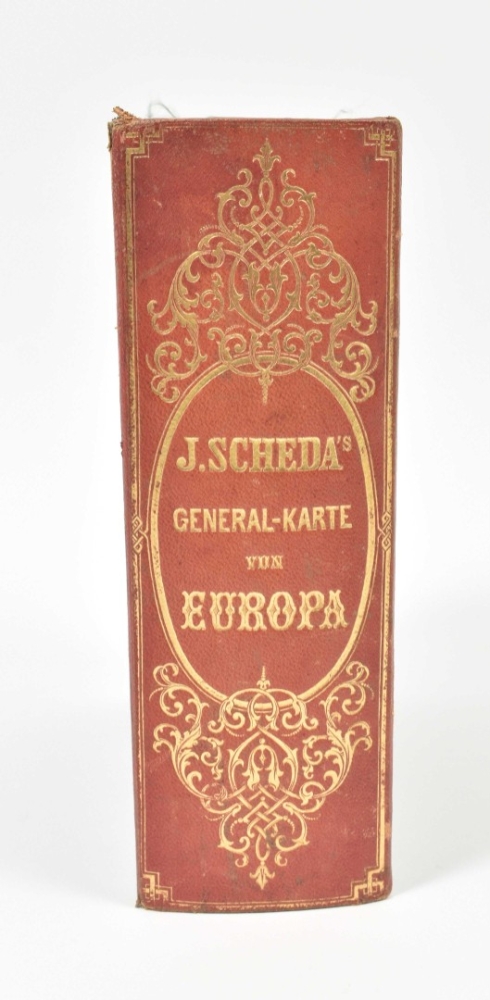 J. SCHEDA's
GENERAL-KARTE
VON
EUROPA